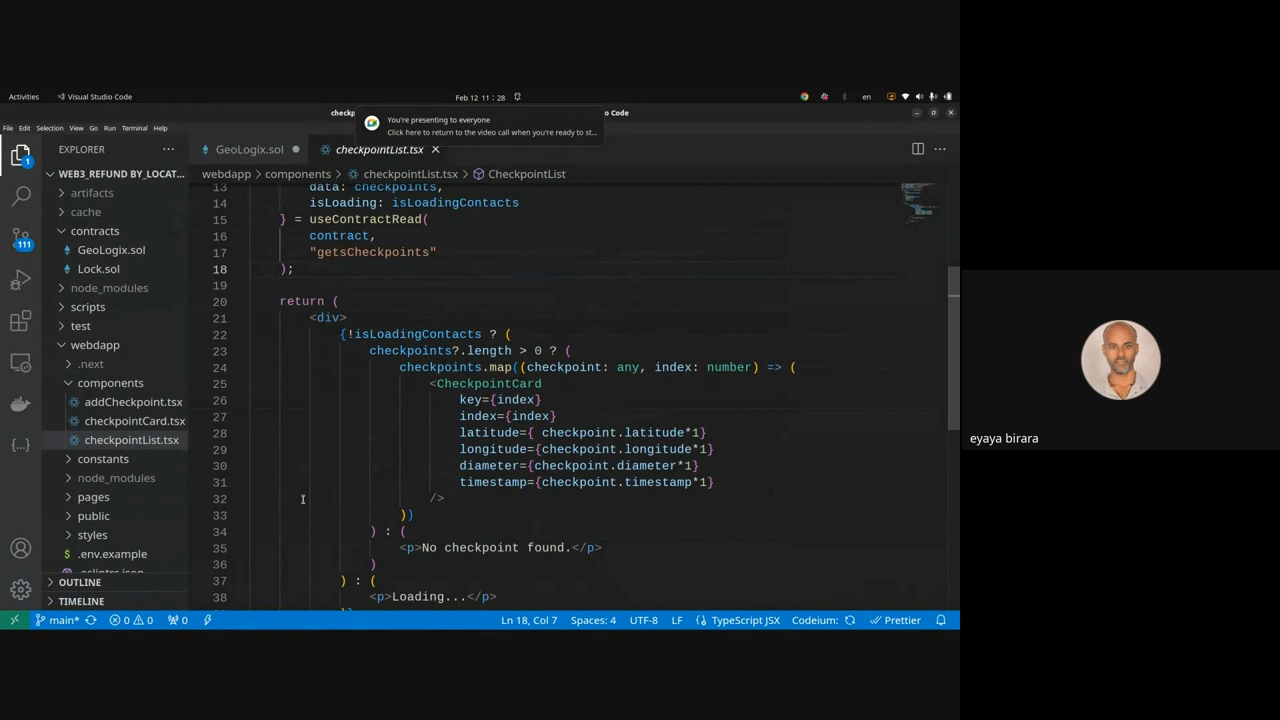 Activities
Visual Studio Code
Feb 12 11:28
en
checkp
o Code
You're presenting to everyone
Click here to return to the video call when you're ready to st...
File Edit Selection View Go Run Terminal Help
EXPLORER
GeoLogix.sol
checkpointList.tsx
WEB3_REFUND BY_LOCAT...
webdapp > components > checkpointList.tsx > CheckpointList
artifacts
cache
contracts
GeoLogix.sol
Lock.sol
node_modules
scripts
test
webdapp
.next
components
addCheckpoint.tsx
checkpointCard.tsx
checkpointList.tsx
constants
node_modules
pages
public
styles
.env.example
OUTLINE
TIMELINE
13 data: checkpoints,
14 isLoading: isLoadingContacts
15 } = useContractRead(
16 contract,
17 "getsCheckpoints"
18 );
19
20 return (
21 <div>
22 {!isLoadingContacts ? (
23 checkpoints?.length > 0 ? (
24 checkpoints.map((checkpoint: any, index: number) => (
25 <CheckpointCard
26 key={index}
27 index={index}
28 latitude={ checkpoint.latitude*1}
29 longitude={checkpoint.longitude*1}
30 diameter={checkpoint.diameter*1}
31 timestamp={checkpoint.timestamp*1}
32 />
33 ))
34 ) : (
35 <p>No checkpoint found.</p>
36 )
37 ) : (
38 <p>Loading...</p>
1
111
main*
0 0
0
Ln 18, Col 7
Spaces: 4
UTF-8
LF
TypeScript JSX
Codeium:
Prettier
eyaya birara